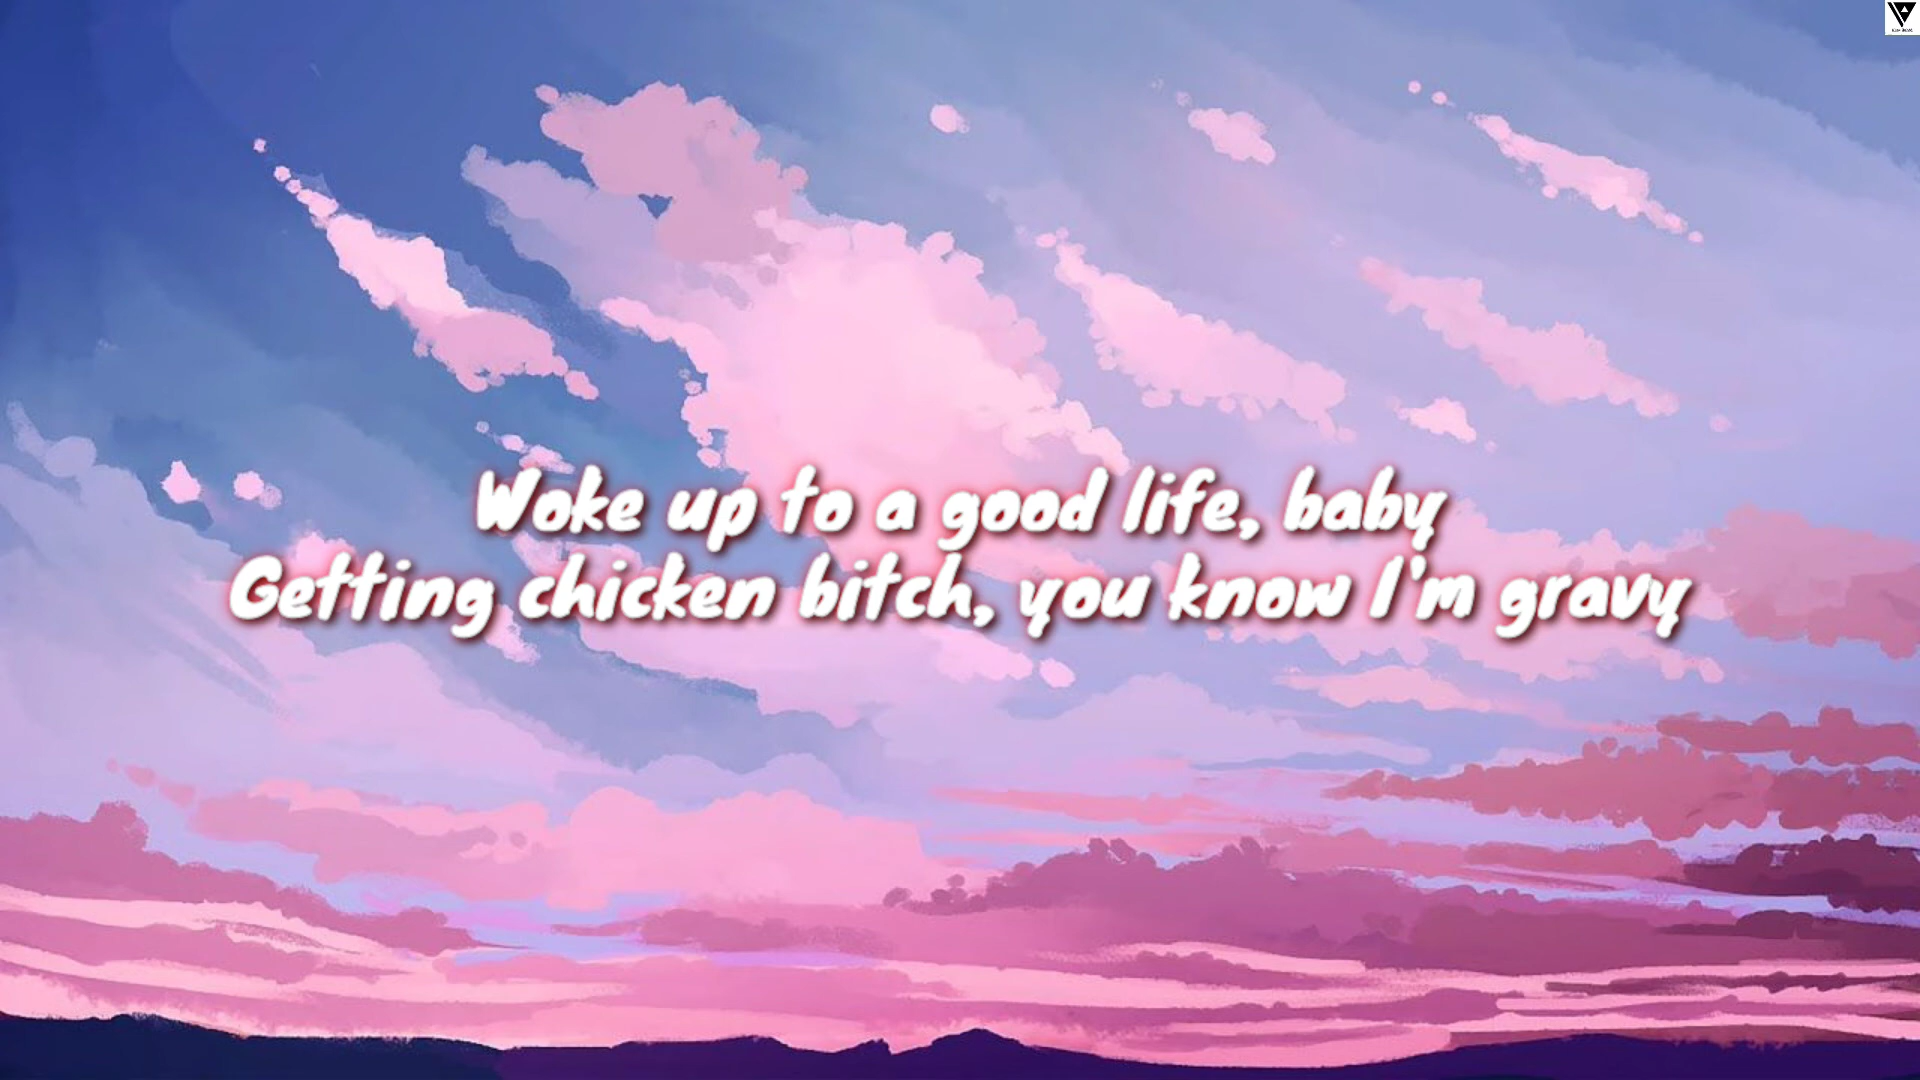 Woke up to a good life, baby
Getting chicken bitch, you know I'm gravy